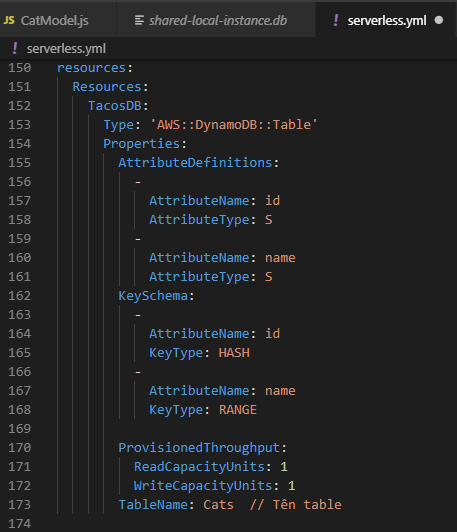 JS CatModel.js shared-local-instance.db ! serverless.yml
! serverless.yml
150 resources:
151 Resources:
152 TacosDB:
153 Type: 'AWS::DynamoDB::Table'
154 Properties:
155 AttributeDefinitions:
156 -
157 AttributeName: id
158 AttributeType: S
159 -
160 AttributeName: name
161 AttributeType: S
162 KeySchema:
163 -
164 AttributeName: id
165 KeyType: HASH
166 -
167 AttributeName: name
168 KeyType: RANGE
169
170 ProvisionedThroughput:
171 ReadCapacityUnits: 1
172 WriteCapacityUnits: 1
173 TableName: Cats // Tên table
174